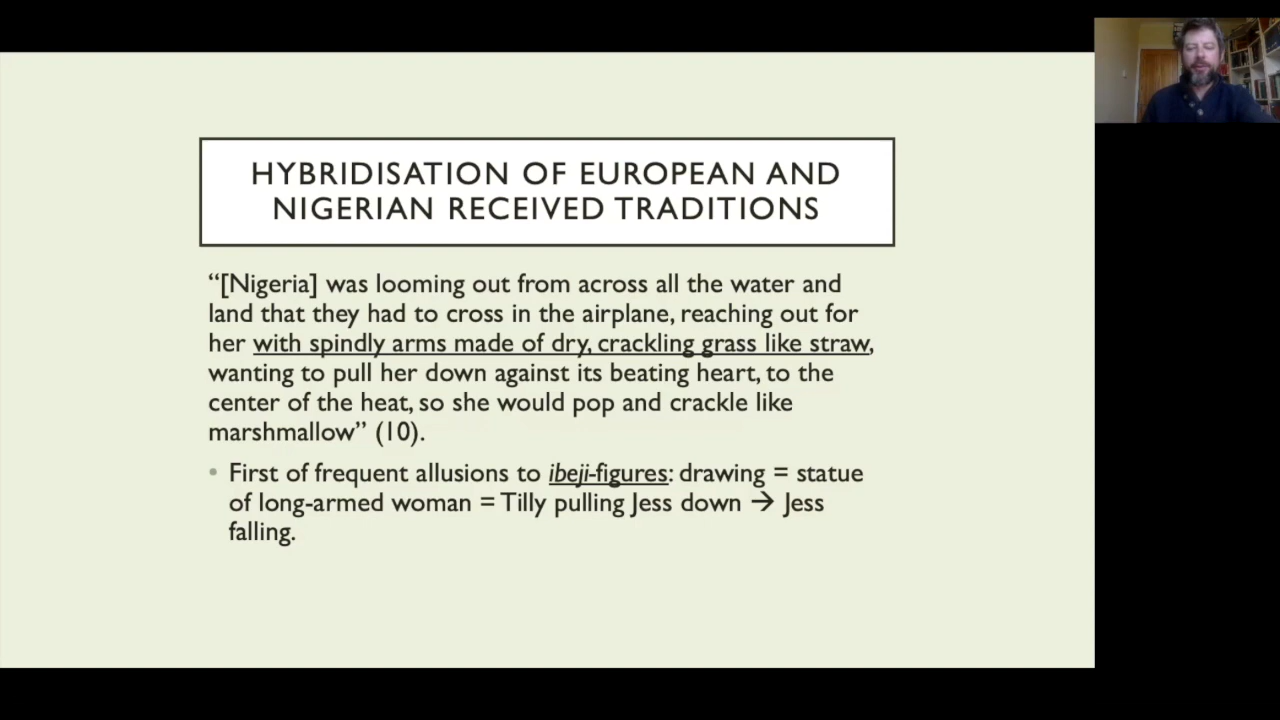 HYBRIDISATION OF EUROPEAN AND
NIGERIAN RECEIVED TRADITIONS
“[Nigeria] was looming out from across all the water and
land that they had to cross in the airplane, reaching out for
her with spindly arms made of dry, crackling grass like straw,
wanting to pull her down against its beating heart, to the
center of the heat, so she would pop and crackle like
marshmallow” (10).
• First of frequent allusions to ibeji-figures: drawing = statue
of long-armed woman = Tilly pulling Jess down → Jess
falling.